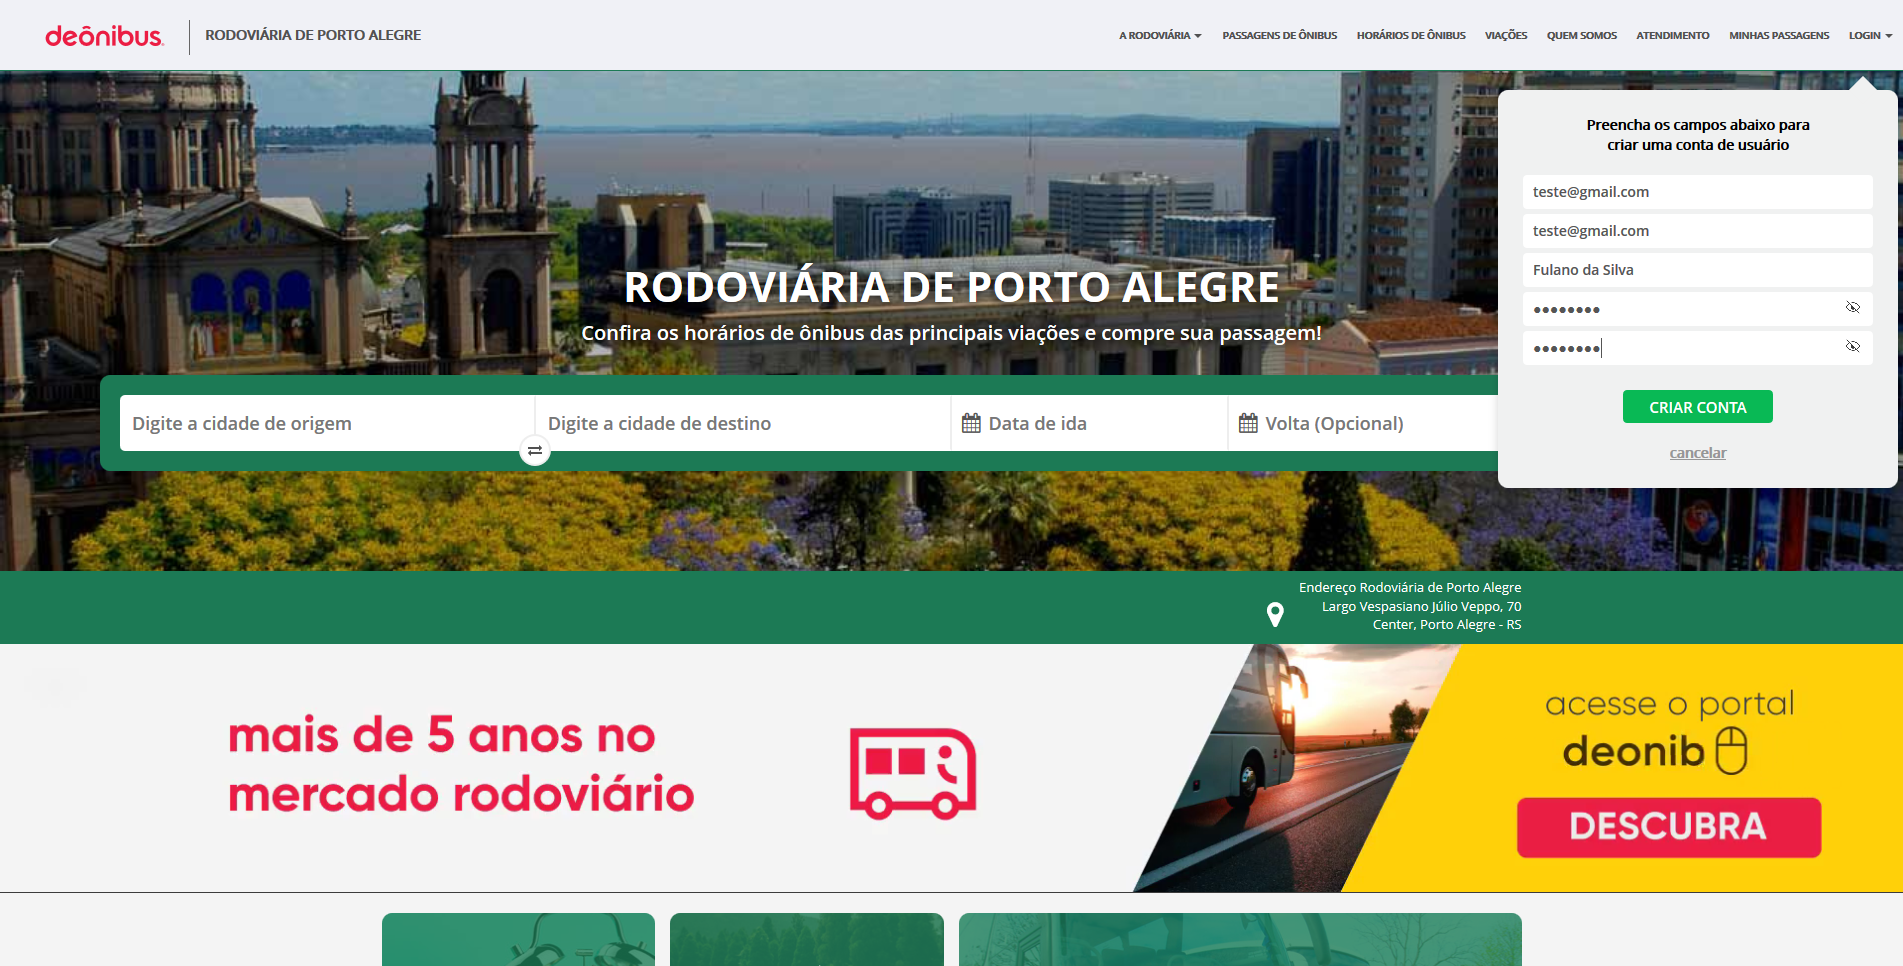 deônibus
RODOVIÁRIA DE PORTO ALEGRE
A RODOVIÁRIA
PASSAGENS DE ÔNIBUS
HORÁRIOS DE ÔNIBUS
VIAÇÕES
QUEM SOMOS
ATENDIMENTO
MINHAS PASSAGENS
LOGIN
Preencha os campos abaixo para
criar uma conta de usuário
teste@gmail.com
teste@gmail.com
Fulano da Silva
••••••••
••••••••
CRIAR CONTA
cancelar
RODOVIÁRIA DE PORTO ALEGRE
Confira os horários de ônibus das principais viações e compre sua passagem!
Digite a cidade de origem
Digite a cidade de destino
Data de ida
Volta (Opcional)
Endereço Rodoviária de Porto Alegre
Largo Vespasiano Júlio Veppo, 70
Center, Porto Alegre - RS
mais de 5 anos no
mercado rodoviário
acesse o portal
deonib
DESCUBRA